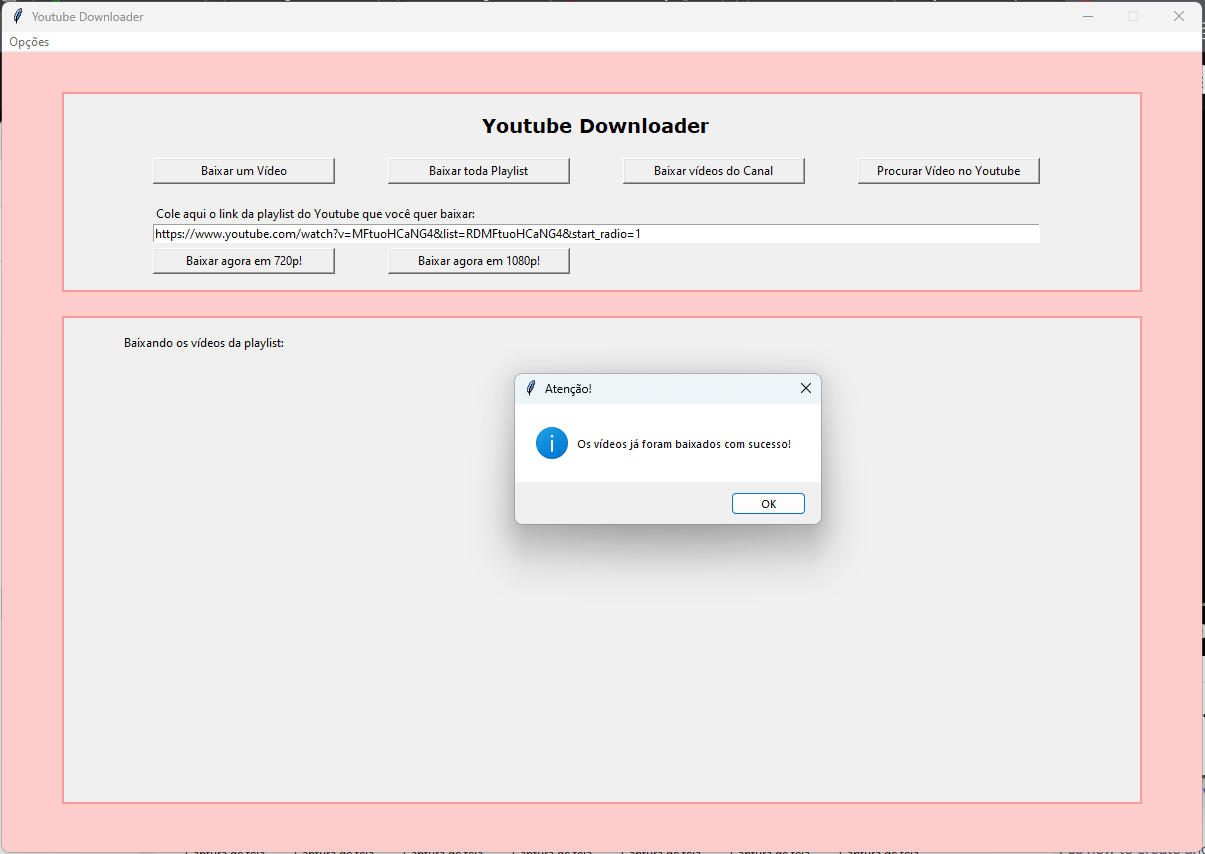 Youtube Downloader
Opções
Youtube Downloader
Baixar um Vídeo
Baixar toda Playlist
Baixar vídeos do Canal
Procurar Vídeo no Youtube
Cole aqui o link da playlist do Youtube que você quer baixar:
https://www.youtube.com/watch?v=MFtuoHCaNG4&list=RDMFtuoHCaNG4&start_radio=1
Baixar agora em 720p!
Baixar agora em 1080p!
Baixando os vídeos da playlist:
Atenção!
Os vídeos já foram baixados com sucesso!
OK